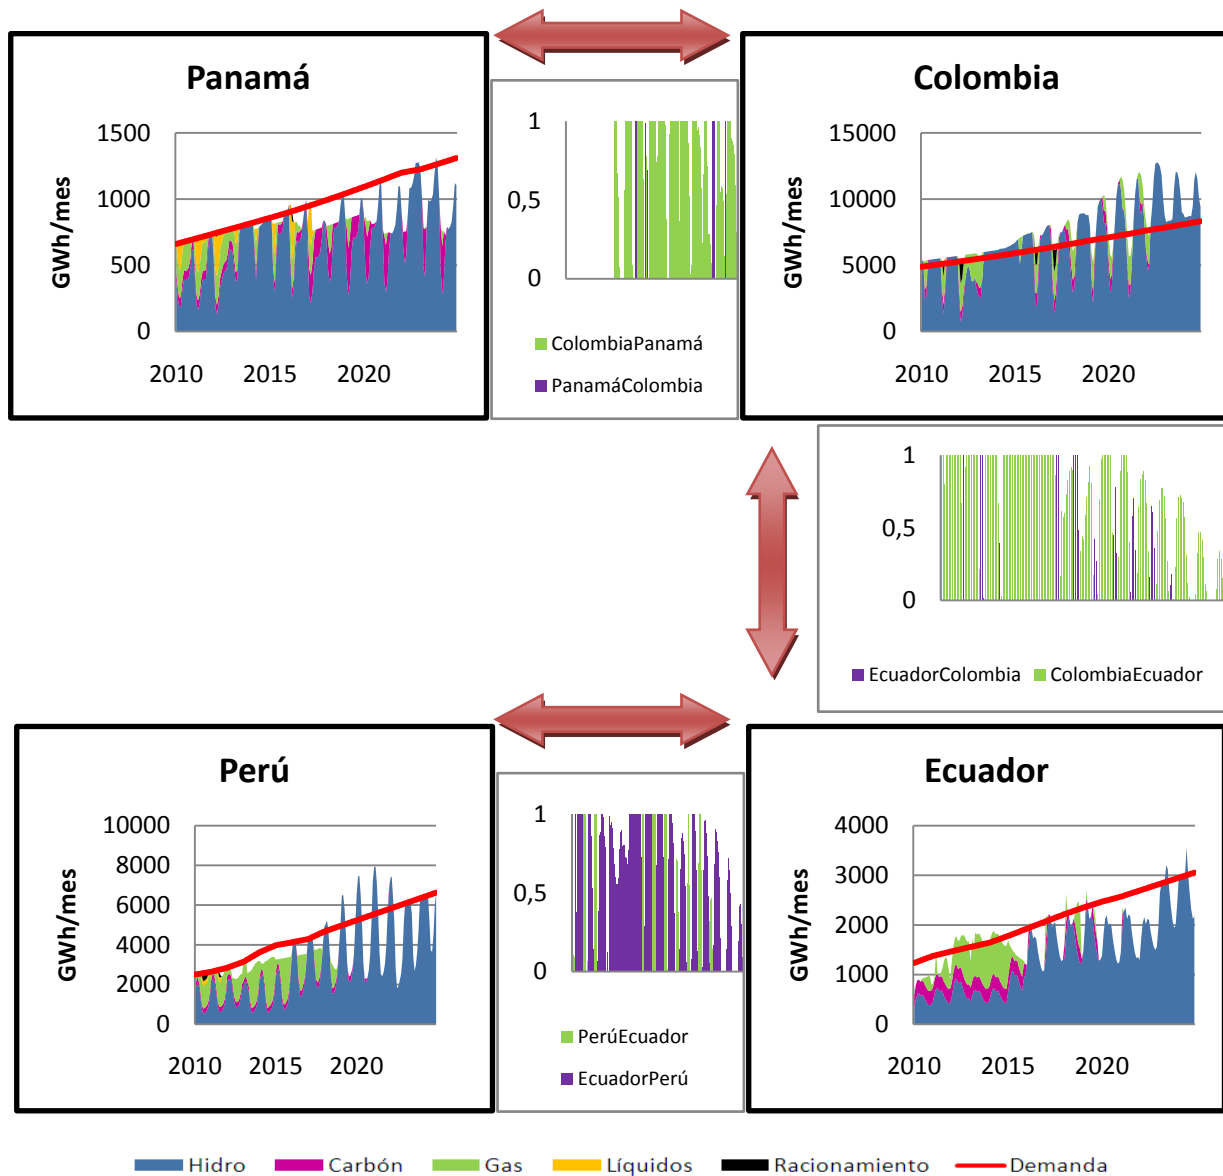 Panamá
GWh/mes
1500
1000
500
0
2010 2015 2020
1
0,5
0
ColombiaPanamá
PanamáColombia
Colombia
GWh/mes
15000
10000
5000
0
2010 2015 2020
1
0,5
0
EcuadorColombia ColombiaEcuador
Perú
GWh/mes
10000
8000
6000
4000
2000
0
2010 2015 2020
1
0,5
0
PerúEcuador
EcuadorPerú
Ecuador
GWh/mes
4000
3000
2000
1000
0
2010 2015 2020
Hidro Carbón Gas Líquidos Racionamiento Demanda